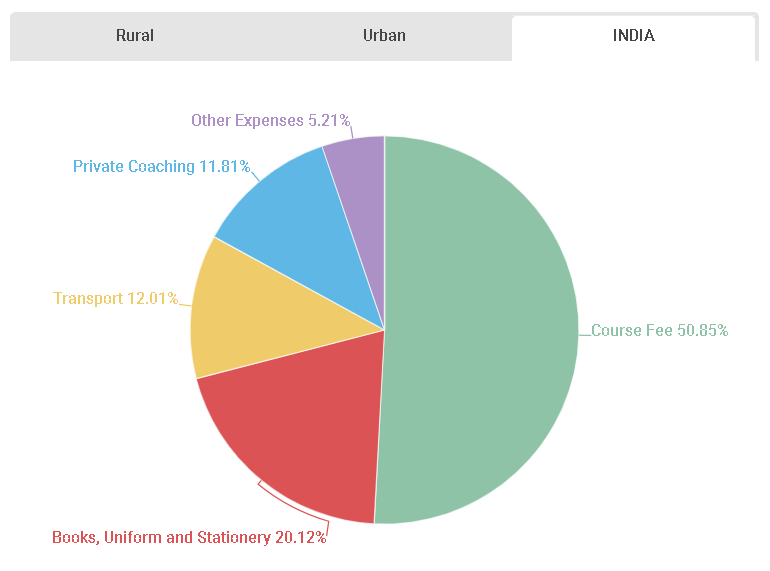 Rural
Urban
INDIA
Other Expenses 5.21%
Private Coaching 11.81%
Transport 12.01%
Course Fee 50.85%
Books, Uniform and Stationery 20.12%